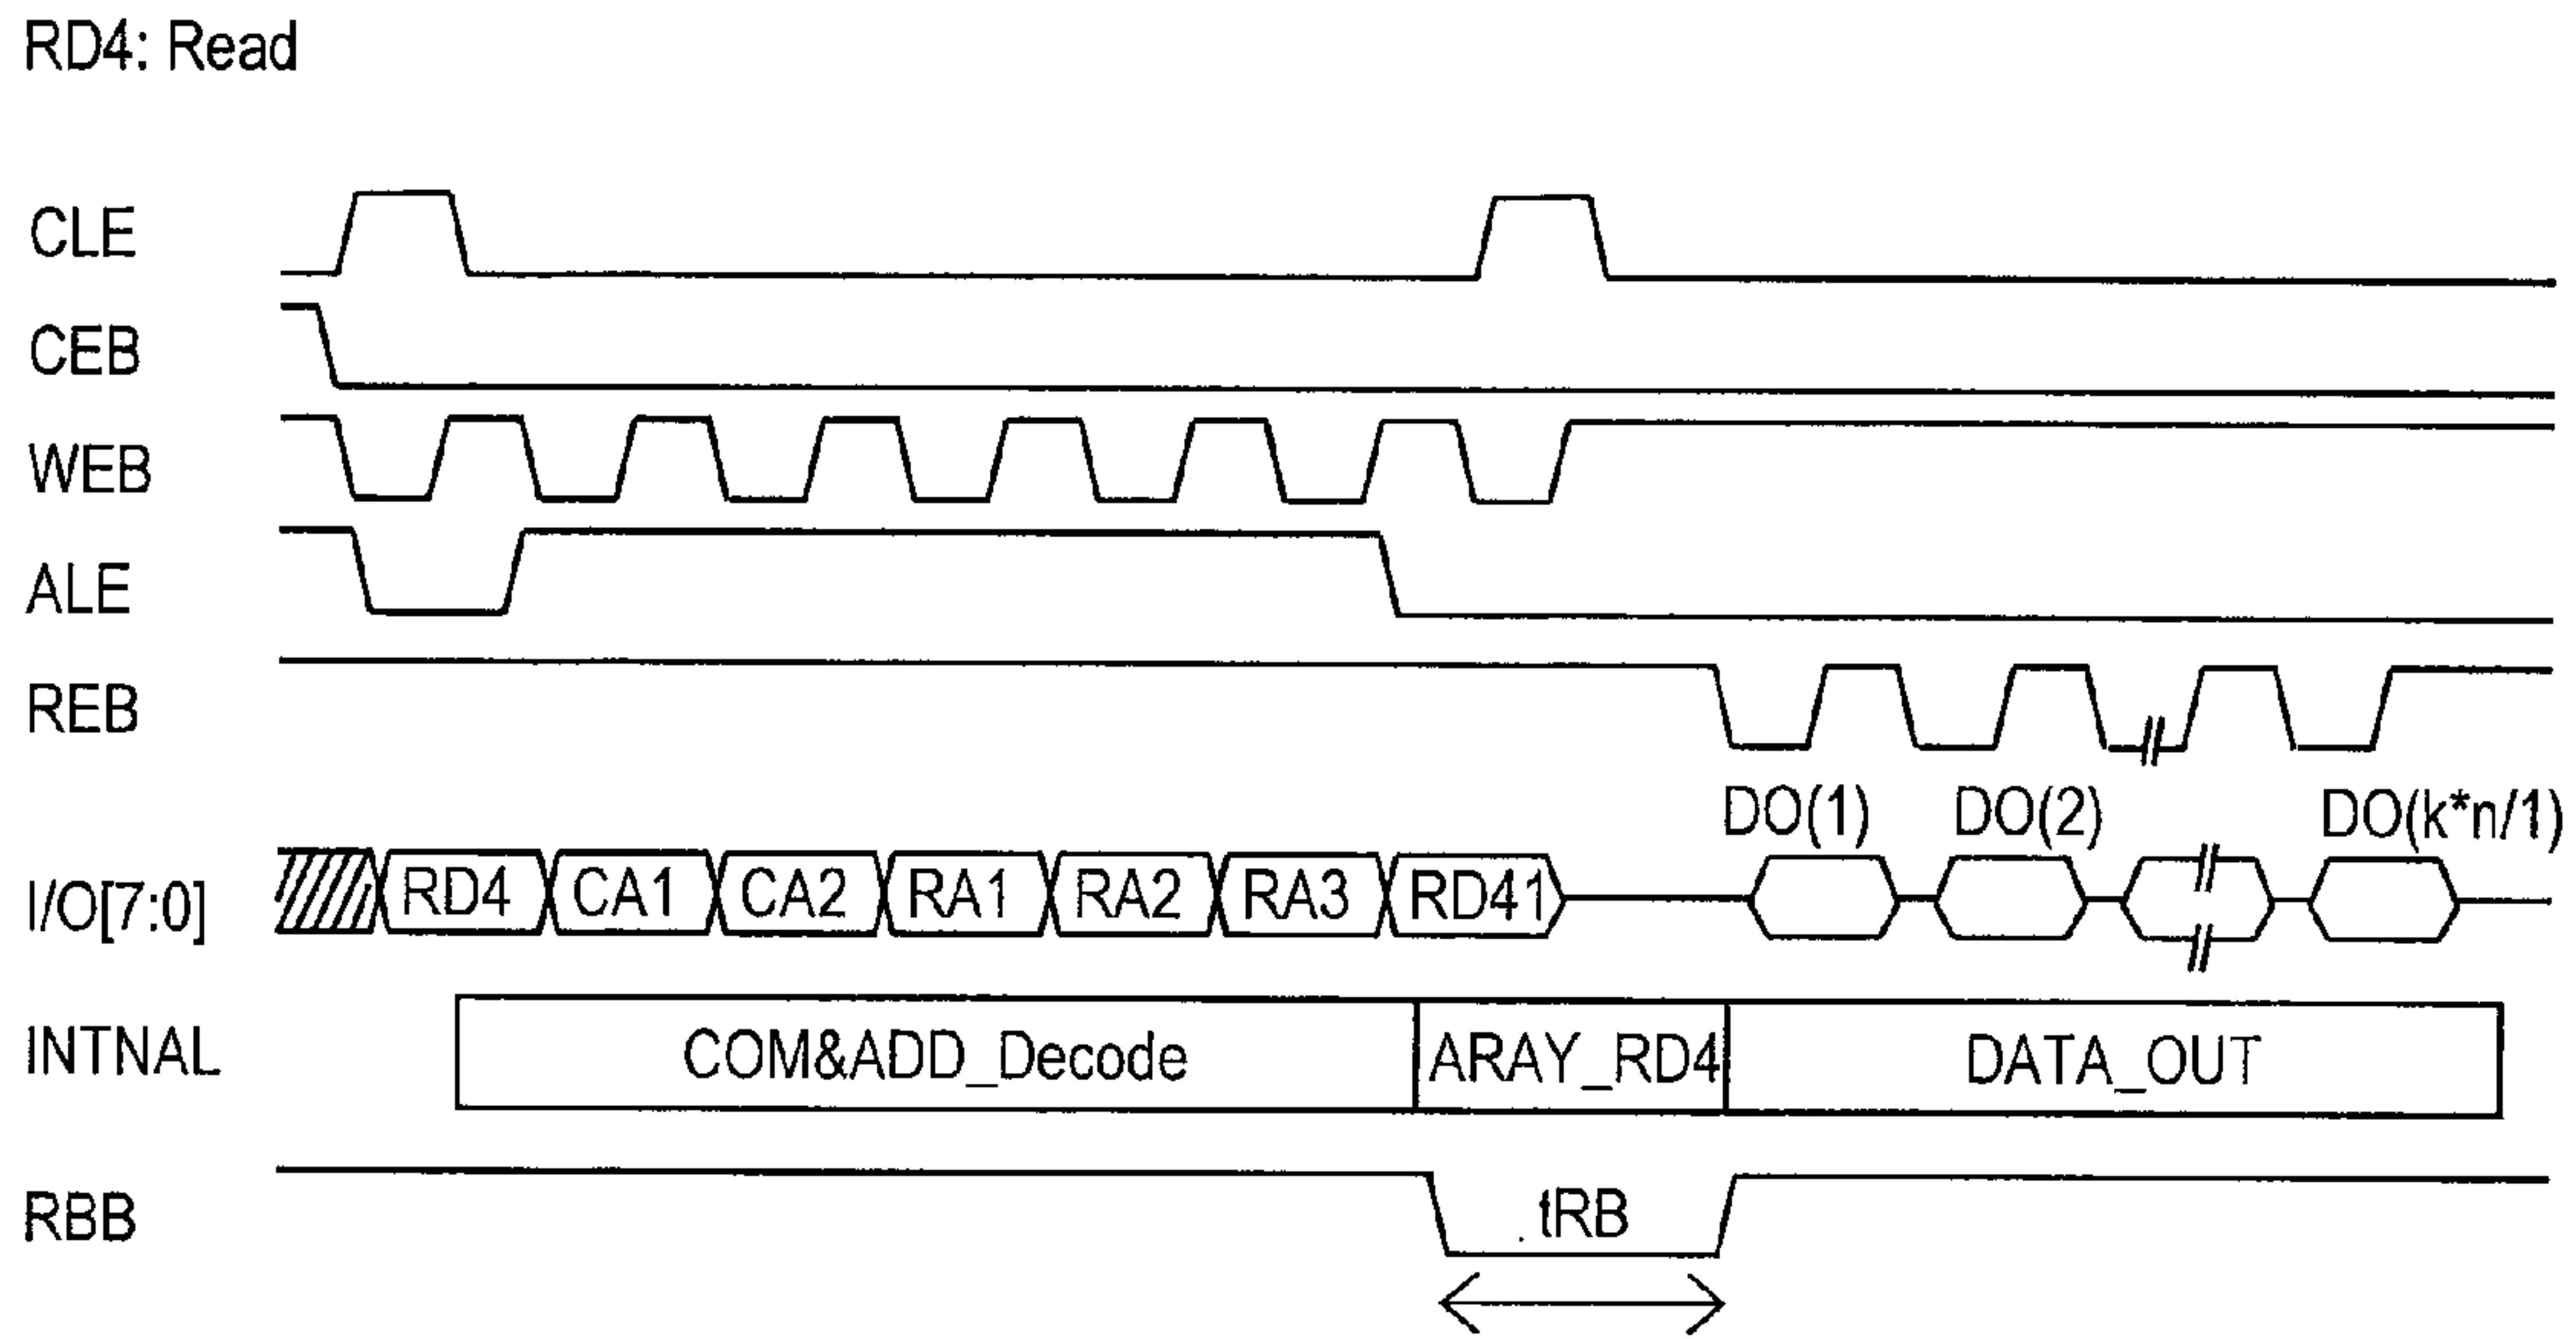 RD4: Read
CLE
CEB
WEB
ALE
REB
DO(1) DO(2) DO(k*n/1)
I/O[7:0] RD4 CA1 CA2 RA1 RA2 RA3 RD41
INTNAL COM&ADD_Decode ARAY_RD4 DATA_OUT
RBB tRB